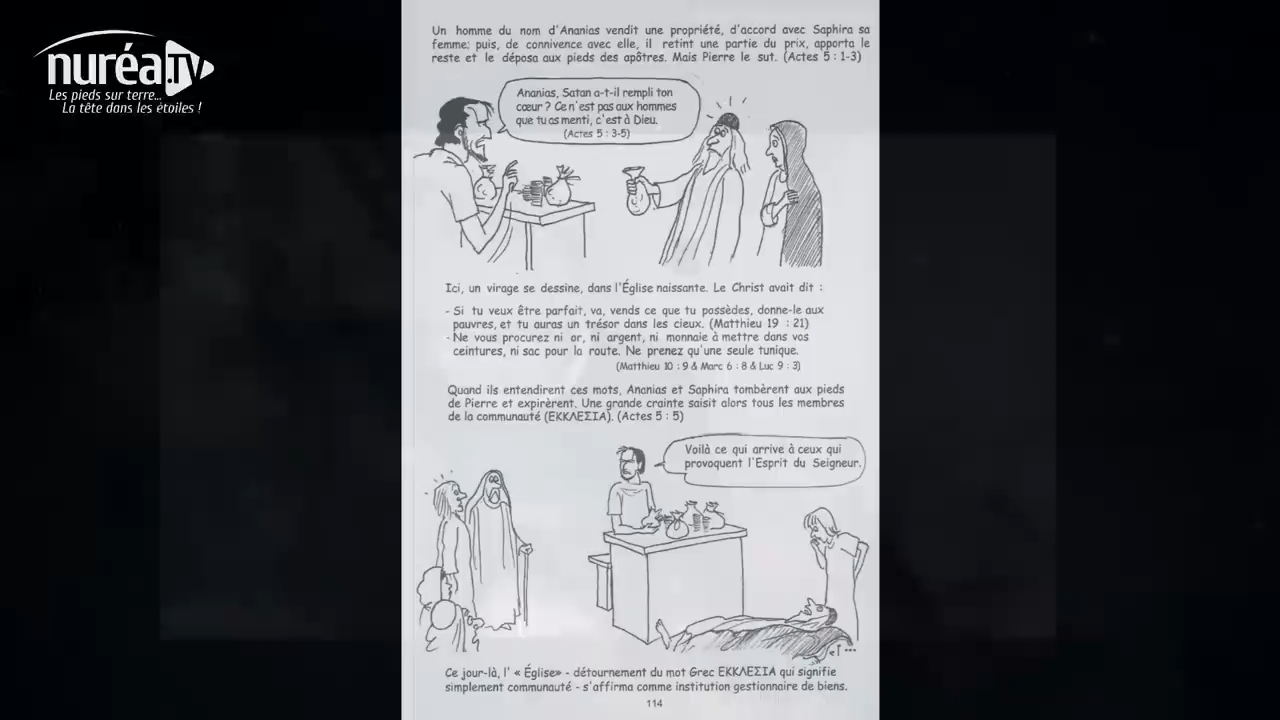 nuréa.TV
Les pieds sur terre...
La tête dans les étoiles !
Un homme du nom d'Ananias vendit une propriété, d'accord avec Saphira sa
femme; puis, de connivence avec elle, il retint une partie du prix, apporta le
reste et le déposa aux pieds des apôtres. Mais Pierre le sut. (Actes 5 : 1-3)
Ananias, Satan a-t-il rempli ton
cœur ? Ce n'est pas aux hommes
que tu as menti, c'est à Dieu.
(Actes 5 : 3-5)
Ici, un virage se dessine, dans l'Église naissante. Le Christ avait dit :
- Si tu veux être parfait, va, vends ce que tu possèdes, donne-le aux
pauvres, et tu auras un trésor dans les cieux. (Matthieu 19 : 21)
- Ne vous procurez ni or, ni argent, ni monnaie à mettre dans vos
ceintures, ni sac pour la route. Ne prenez qu'une seule tunique.
(Matthieu 10 : 9 & Marc 6 : 8 & Luc 9 : 3)
Quand ils entendirent ces mots, Ananias et Saphira tombèrent aux pieds
de Pierre et expirèrent. Une grande crainte saisit alors tous les membres
de la communauté (ΕΚΚΛΕΣΙΑ). (Actes 5 : 5)
Voilà ce qui arrive à ceux qui
provoquent l'Esprit du Seigneur.
Ce jour-là, l' « Église» - détournement du mot Grec ΕΚΚΛΕΣΙΑ qui signifie
simplement communauté - s'affirma comme institution gestionnaire de biens.
114